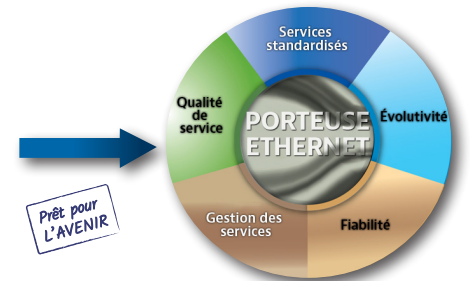 Services
standardisés
Qualité
de
service
Évolutivité
PORTEUSE
ETHERNET
Gestion des
services
Fiabilité
Prêt pour
L'AVENIR